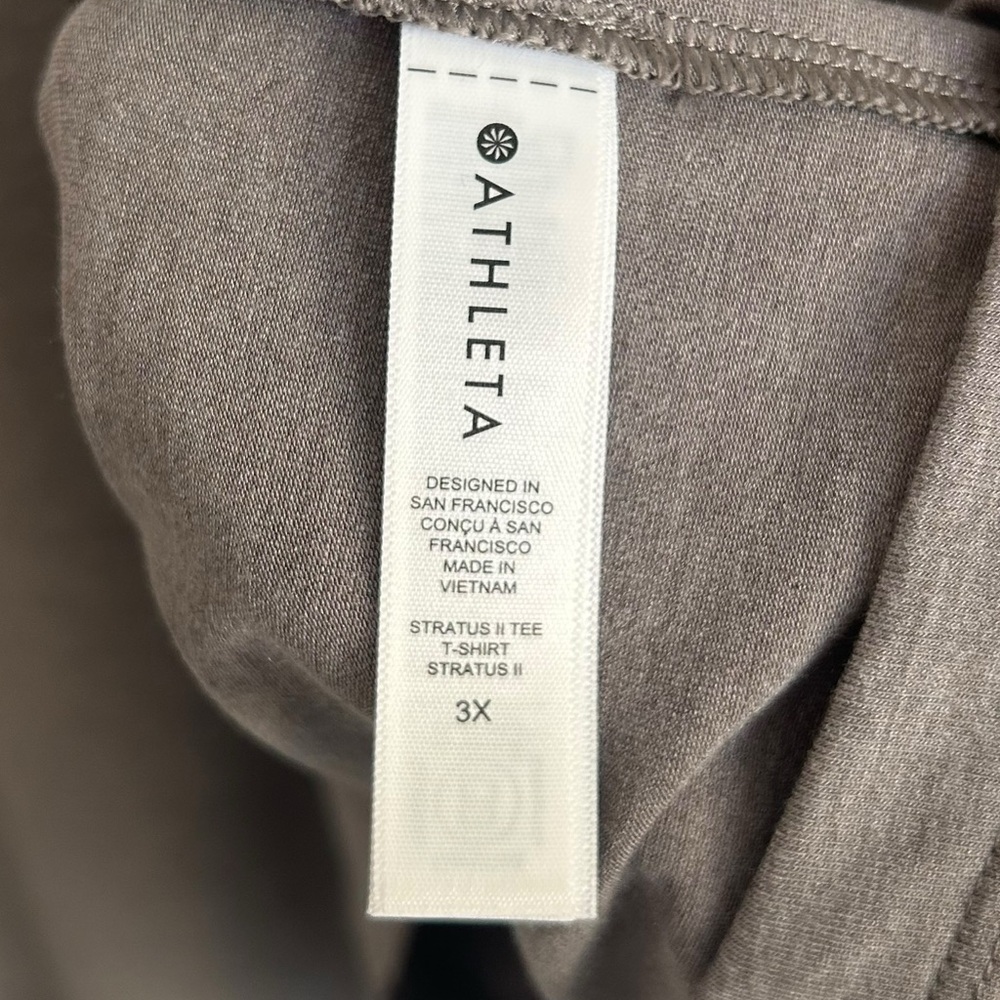 ATHLETA
DESIGNED IN
SAN FRANCISCO
CONÇU À SAN
FRANCISCO
MADE IN
VIETNAM
STRATUS II TEE
T-SHIRT
STRATUS II
3X